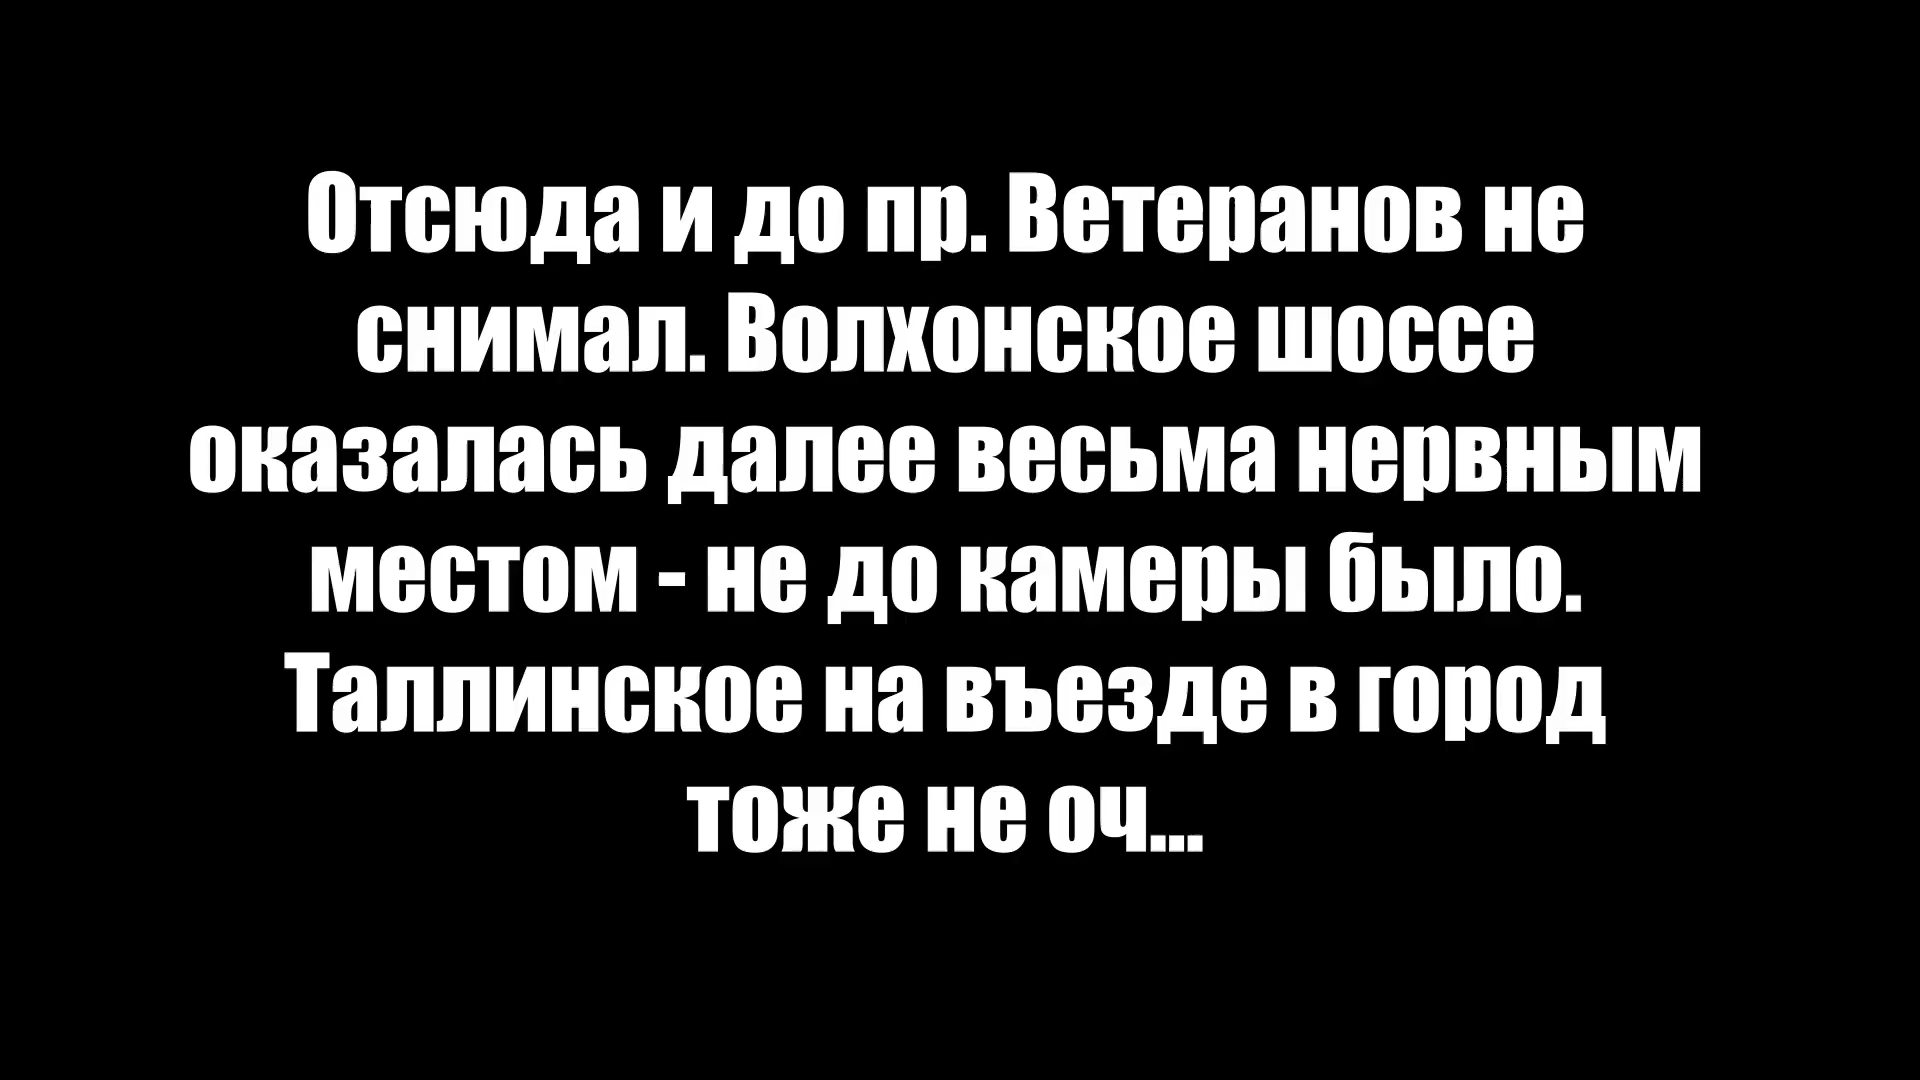 Отсюда и до пр. Ветеранов не
снимал. Волхонское шоссе
оказалась далее весьма нервным
местом - не до камеры было.
Таллинское на въезде в город
тоже не оч...